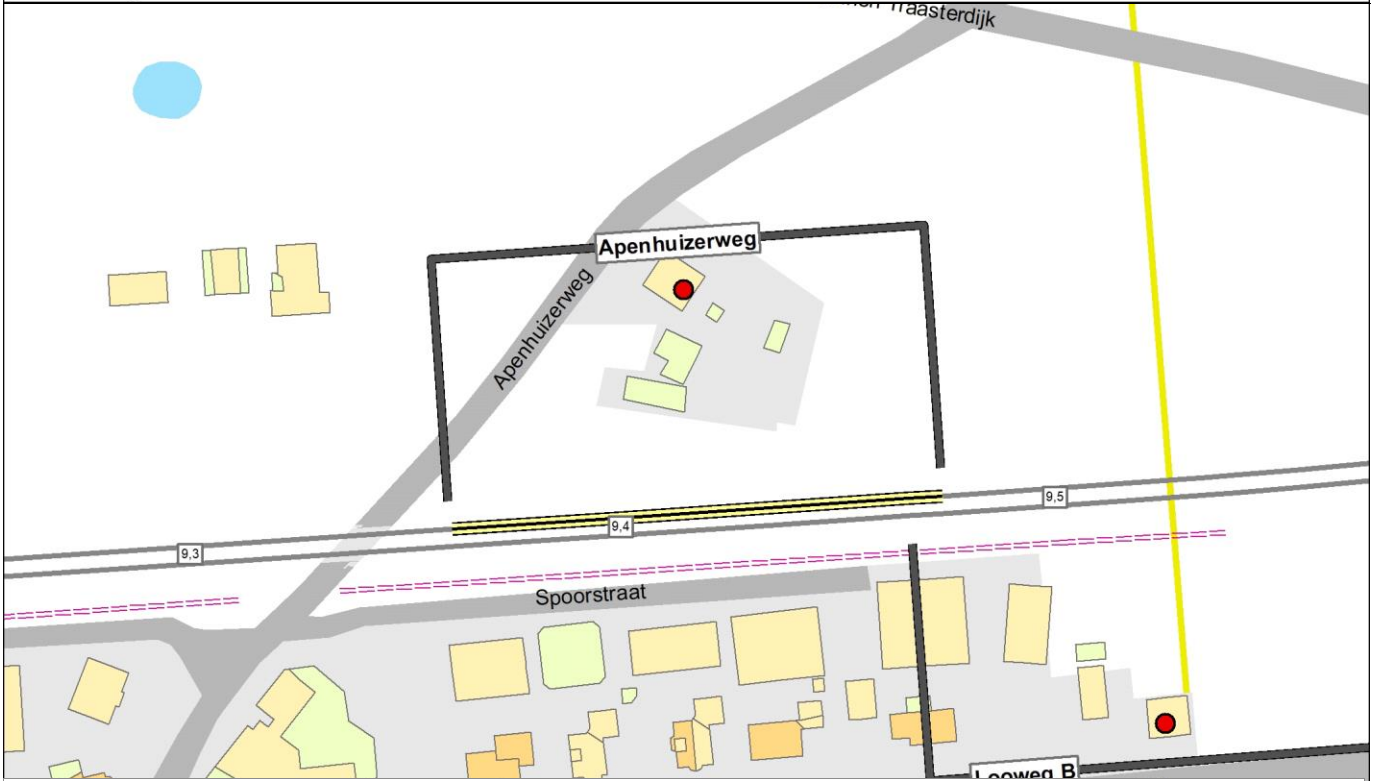 Traasterdijk
Apenhuizerweg
Apenhuizerweg
9,5
9,4
9,3
Spoorstraat
Looweg B